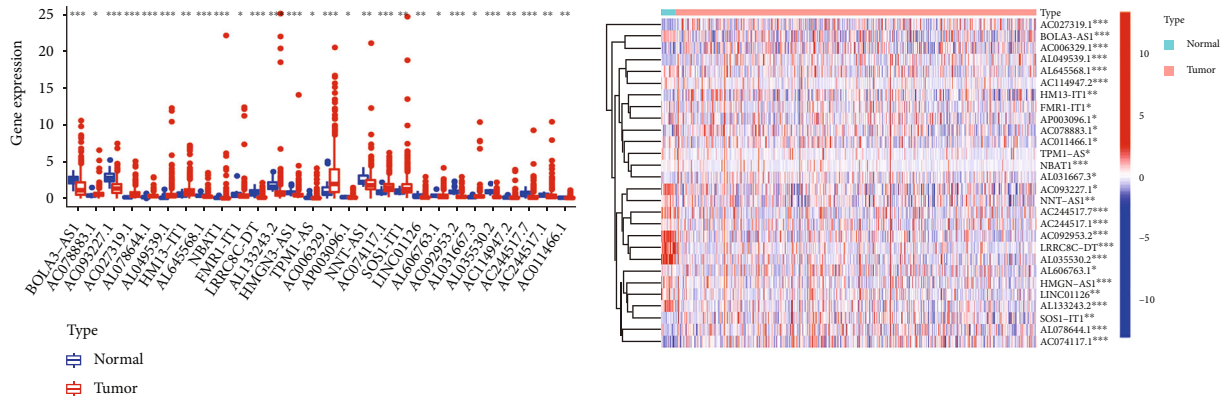 *** * *** *** ** *** ** *** *** * * *** *** *** * *** * *** *** ** ** * *** * *** ** *** **
Gene expression
25
20
15
10
5
0
BOLA3-AS1
AC078883.1
AC093327.1
AC027319.1
AL078644.1
AL049539.1
HM13-IT1
AL645568.1
NBAT1
FMR1-IT1
LRRC8C-DT
AL133243.2
HMGN3-AS1
TPM1-AS
AC006329.1
AP003096.1
NNT-AS1
AC074117.1
SOS1-IT1
LINC01126
AL606763.1
AC092953.2
AL031667.3
AL035530.2
AC114947.2
AC244517.7
AC244517.1
AC011466.1
Type
Normal
Tumor
Type
AC027319.1***
BOLA3-AS1***
AC006329.1***
AL049539.1***
AL645568.1***
AC114947.2***
HM13-IT1**
FMR1-IT1*
AP003096.1*
AC078883.1*
AC011466.1*
TPM1-AS*
NBAT1***
AL031667.3*
AC093227.1*
NNT-AS1**
AC244517.7***
AC244517.1***
AC092953.2***
LRRC8C-DT***
AL035530.2***
AL606763.1*
HMGN-AS1***
LINC01126**
AL133243.2***
SOS1-IT1**
AL078644.1***
AC074117.1***
10
5
0
-5
-10
Type
Normal
Tumor